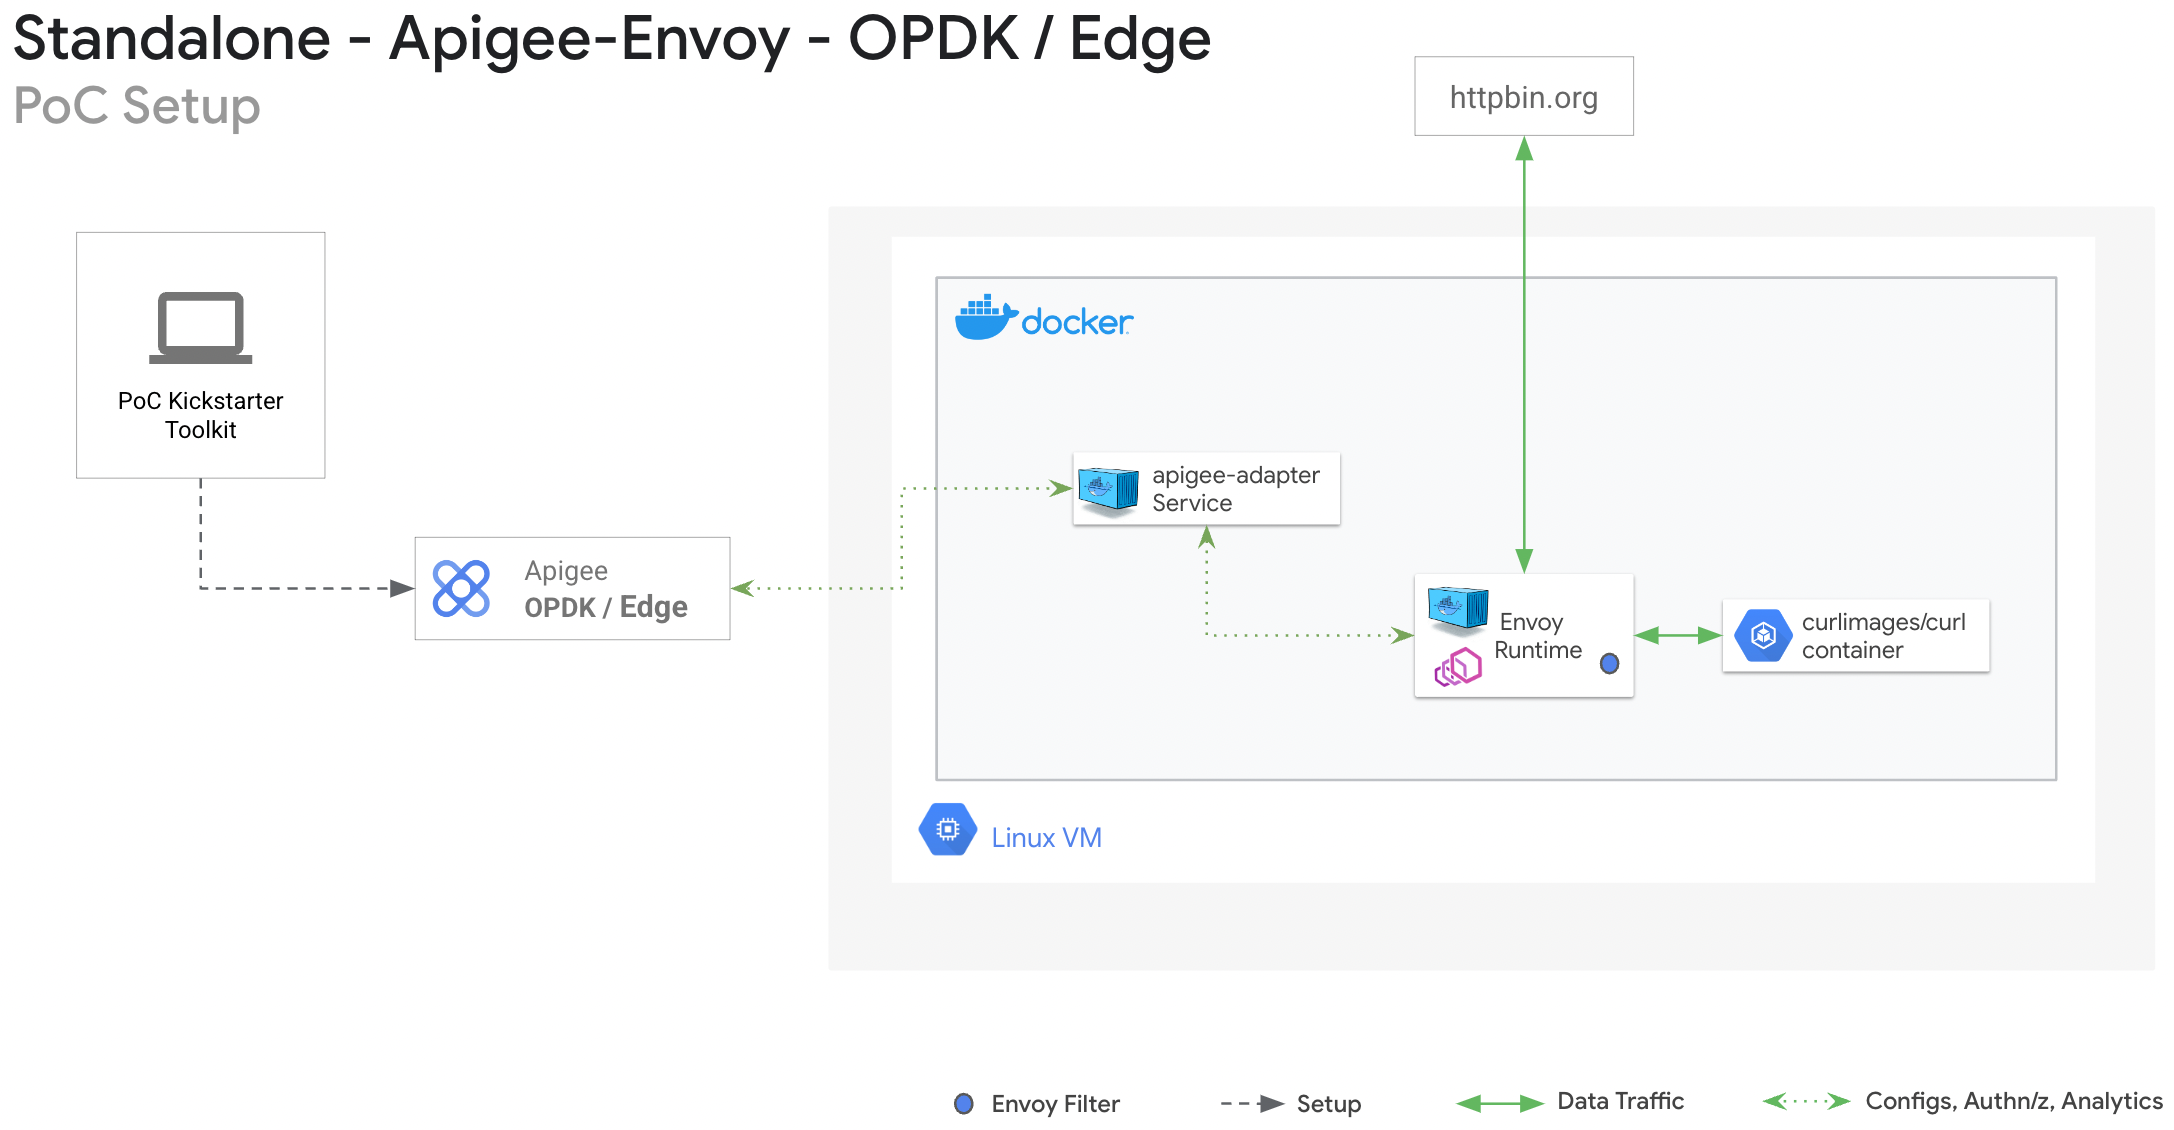 Standalone - Apigee-Envoy - OPDK / Edge
PoC Setup
httpbin.org
PoC Kickstarter
Toolkit
docker
apigee-adapter
Service
Apigee
OPDK / Edge
Envoy
Runtime
curlimages/curl
container
Linux VM
Envoy Filter
Setup
Data Traffic
Configs, Authn/z, Analytics